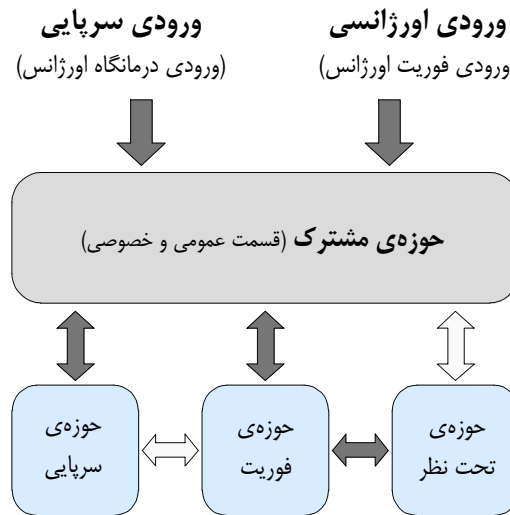 ورودی اورژانسی
ورودی فوریت اورژانس)
ورودی سرپایی
(ورودی درمانگاه اورژانس)
حوزه‌ی مشترک (قسمت عمومی و خصوصی)
حوزه‌ی
تحت نظر
حوزه‌ی
فوریت
حوزه‌ی
سرپایی